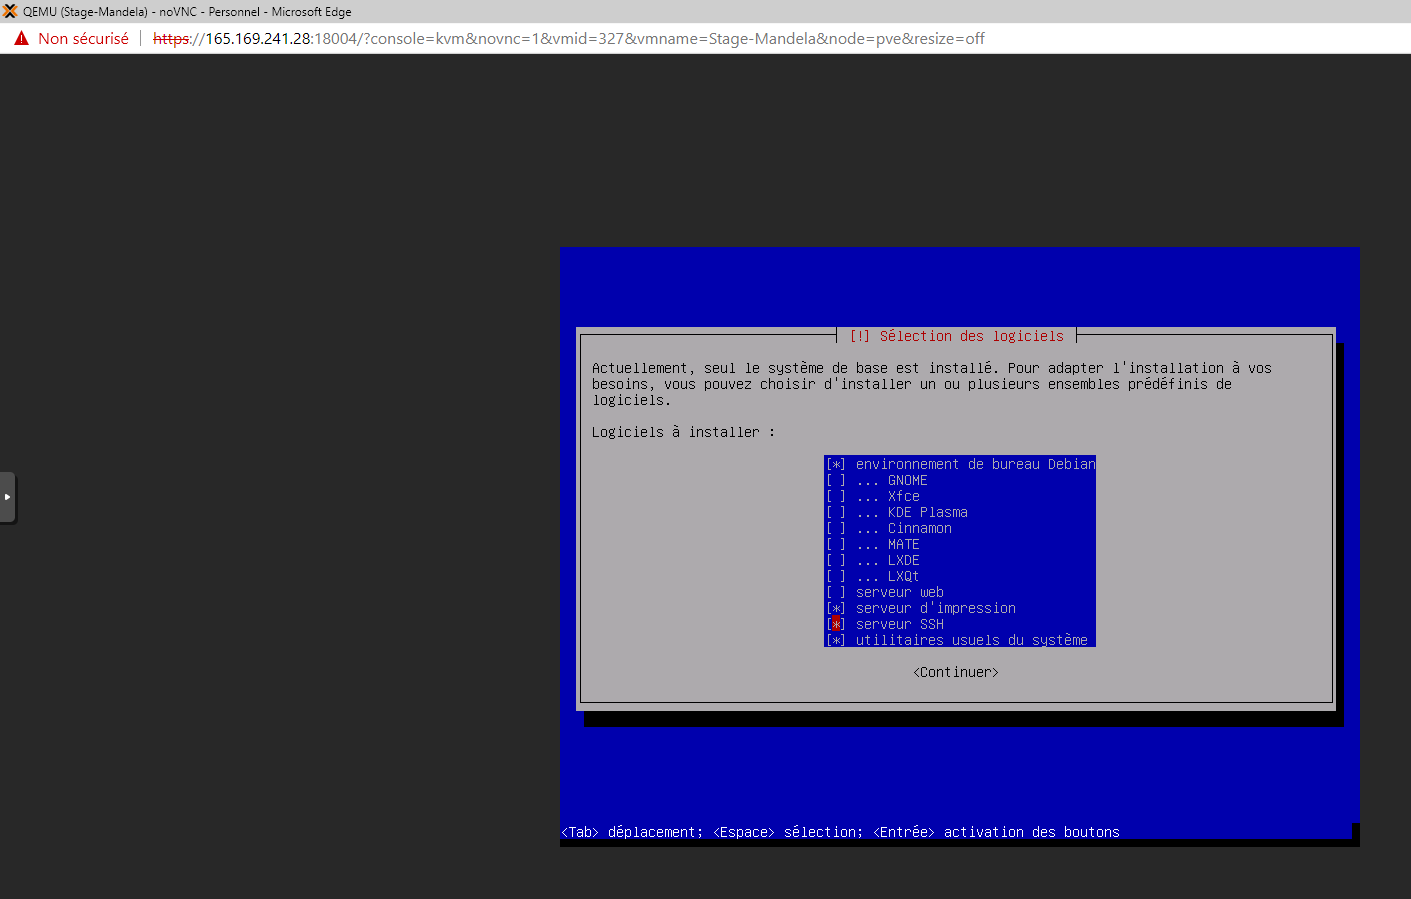 QEMU (Stage-Mandela) - noVNC - Personnel - Microsoft Edge
Non sécurisé | https://165.169.241.28:18004/?console=kvm&novnc=1&vmid=327&vmname=Stage-Mandela&node=pve&resize=off
[!] Sélection des logiciels
Actuellement, seul le système de base est installé. Pour adapter l'installation à vos
besoins, vous pouvez choisir d'installer un ou plusieurs ensembles prédéfinis de
logiciels.
Logiciels à installer :
[*] environnement de bureau Debian
[ ] ... GNOME
[ ] ... Xfce
[ ] ... KDE Plasma
[ ] ... Cinnamon
[ ] ... MATE
[ ] ... LXDE
[ ] ... LXQt
[ ] serveur web
[*] serveur d'impression
[*] serveur SSH
[*] utilitaires usuels du système
<Continuer>
<Tab> déplacement; <Espace> sélection; <Entrée> activation des boutons